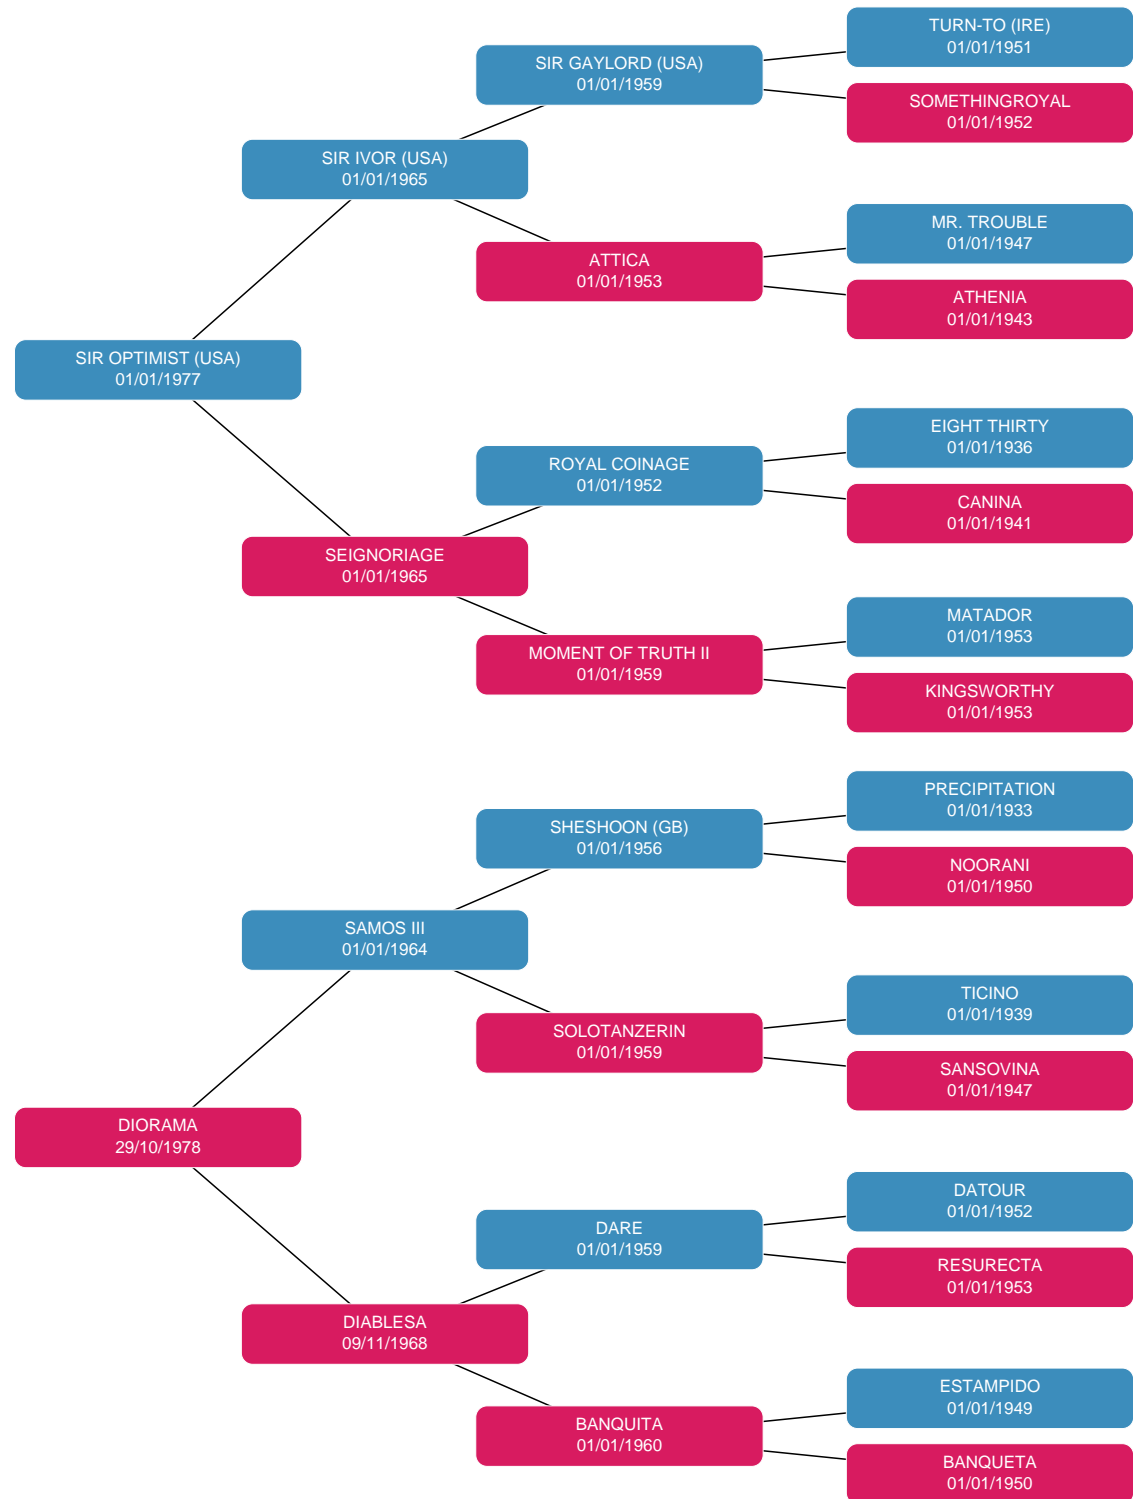 TURN-TO (IRE)
01/01/1951
SIR GAYLORD (USA)
01/01/1959
SOMETHINGROYAL
01/01/1952
SIR IVOR (USA)
01/01/1965
MR. TROUBLE
01/01/1947
ATTICA
01/01/1953
ATHENIA
01/01/1943
SIR OPTIMIST (USA)
01/01/1977
EIGHT THIRTY
01/01/1936
ROYAL COINAGE
01/01/1952
CANINA
01/01/1941
SEIGNORIAGE
01/01/1965
MATADOR
01/01/1953
MOMENT OF TRUTH II
01/01/1959
KINGSWORTHY
01/01/1953
PRECIPITATION
01/01/1933
SHESHOON (GB)
01/01/1956
NOORANI
01/01/1950
SAMOS III
01/01/1964
TICINO
01/01/1939
SOLOTANZERIN
01/01/1959
SANSOVINA
01/01/1947
DIORAMA
29/10/1978
DATOUR
01/01/1952
DARE
01/01/1959
RESURECTA
01/01/1953
DIABLESA
09/11/1968
ESTAMPIDO
01/01/1949
BANQUITA
01/01/1960
BANQUETA
01/01/1950